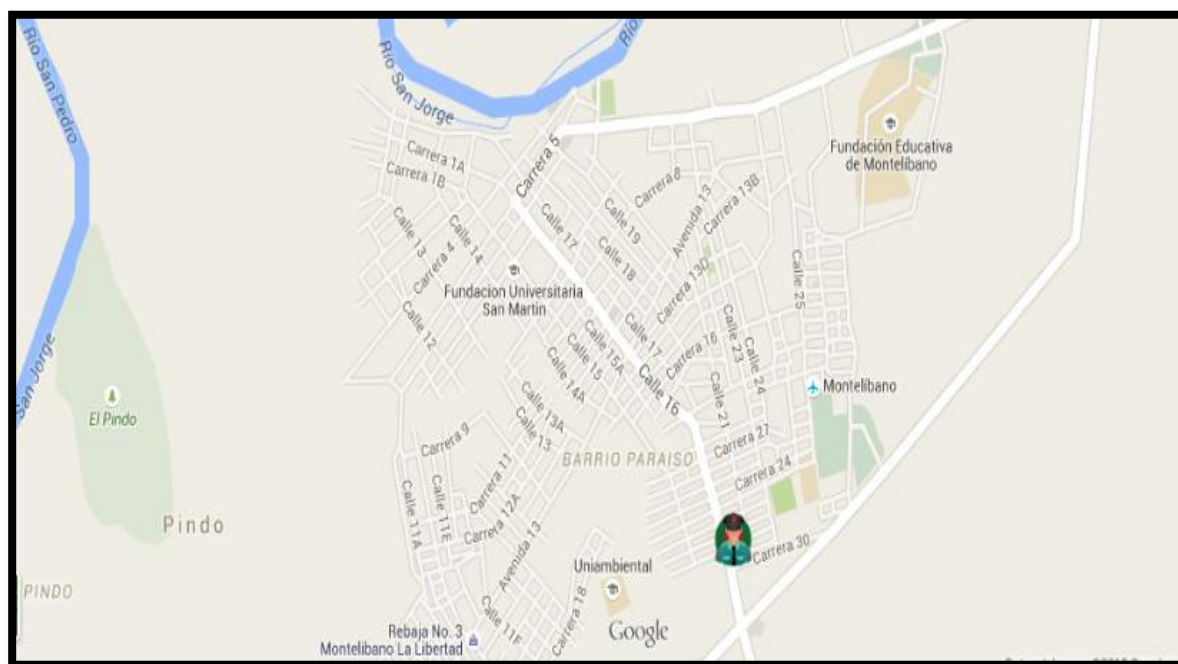 Río San Pedro
Río San Jorge
Río
Carrera 5
Carrera 1A
Carrera 1B
Calle 13
Carrera 4
Calle 14
Calle 12
Calle 17
Calle 19
Calle 18
Carrera 8
Avenida 13
Carrera 13B
Carrera 13D
Fundación Educativa
de Montelíbano
Fundacion Universitaria
San Martin
Calle 25
Calle 23
Calle 24
Calle 21
Calle 15A
Calle 15
Calle 14A
Calle 17
Carrera 16
Calle 16
Montelíbano
San Jorge
El Pindo
Calle 13A
Calle 13
Carrera 9
BARRIO PARAISO
Carrera 27
Carrera 24
Carrera 11
Calle 11A
Calle 11E
Carrera 12A
Avenida 13
Pindo
PINDO
Carrera 30
Uniambiental
Carrera 18
Calle 11F
Rebaja No. 3
Montelibano La Libertad
Google